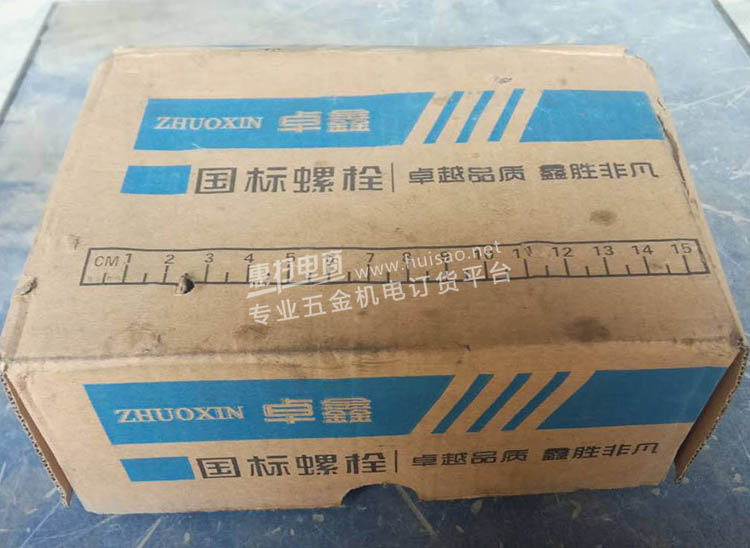 ZHUOXIN 卓鑫
国标螺栓 | 卓越品质 鑫胜非凡
CM 1 2 3 4 5 6 7 8 9 10 11 12 13 14 15
惠扫电商 www.huisao.net
专业五金机电订货平台
ZHUOXIN 卓鑫
国标螺栓 | 卓越品质 鑫胜非凡